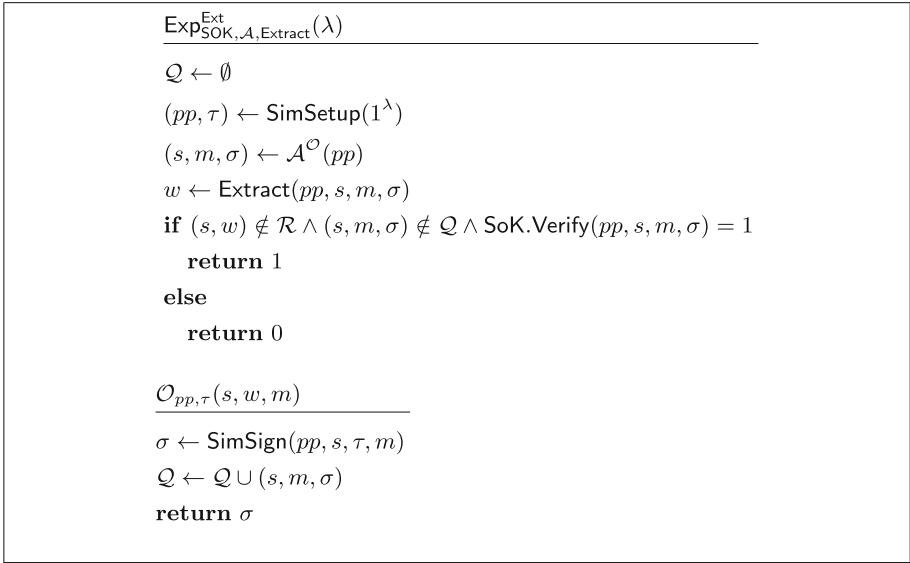 Exp^Ext_SOK,𝒜,Extract(λ)
𝒬 ← ∅
(pp, τ) ← SimSetup(1^λ)
(s, m, σ) ← 𝒜^𝒪(pp)
w ← Extract(pp, s, m, σ)
if (s, w) ∉ ℛ ∧ (s, m, σ) ∉ 𝒬 ∧ SoK.Verify(pp, s, m, σ) = 1
return 1
else
return 0
𝒪_pp,τ(s, w, m)
σ ← SimSign(pp, s, τ, m)
𝒬 ← 𝒬 ∪ (s, m, σ)
return σ